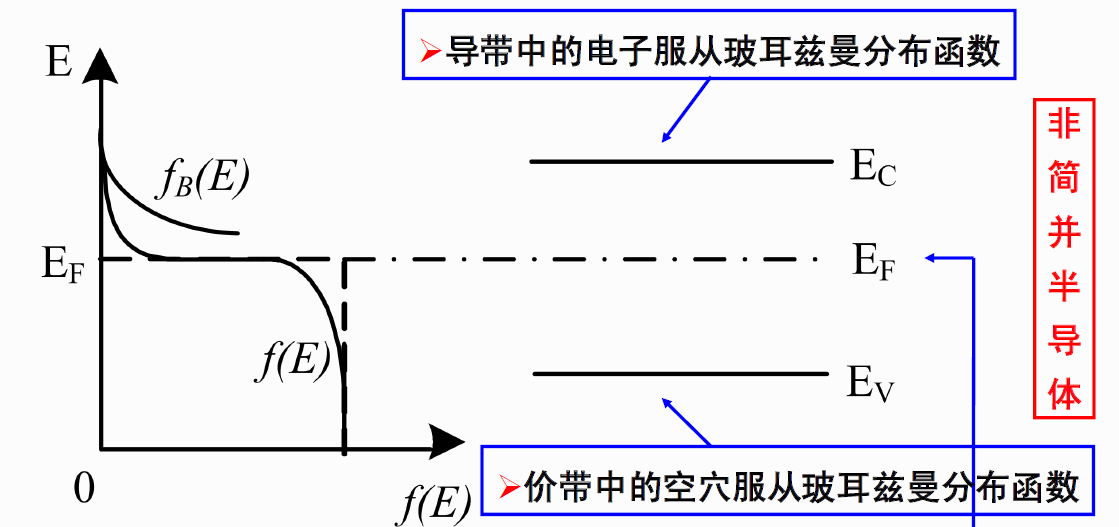 ➢导带中的电子服从玻耳兹曼分布函数
E
f_B(E)
E_C
E_F
E_F
f(E)
E_V
0
f(E)
➢价带中的空穴服从玻耳兹曼分布函数
非
简
并
半
导
体